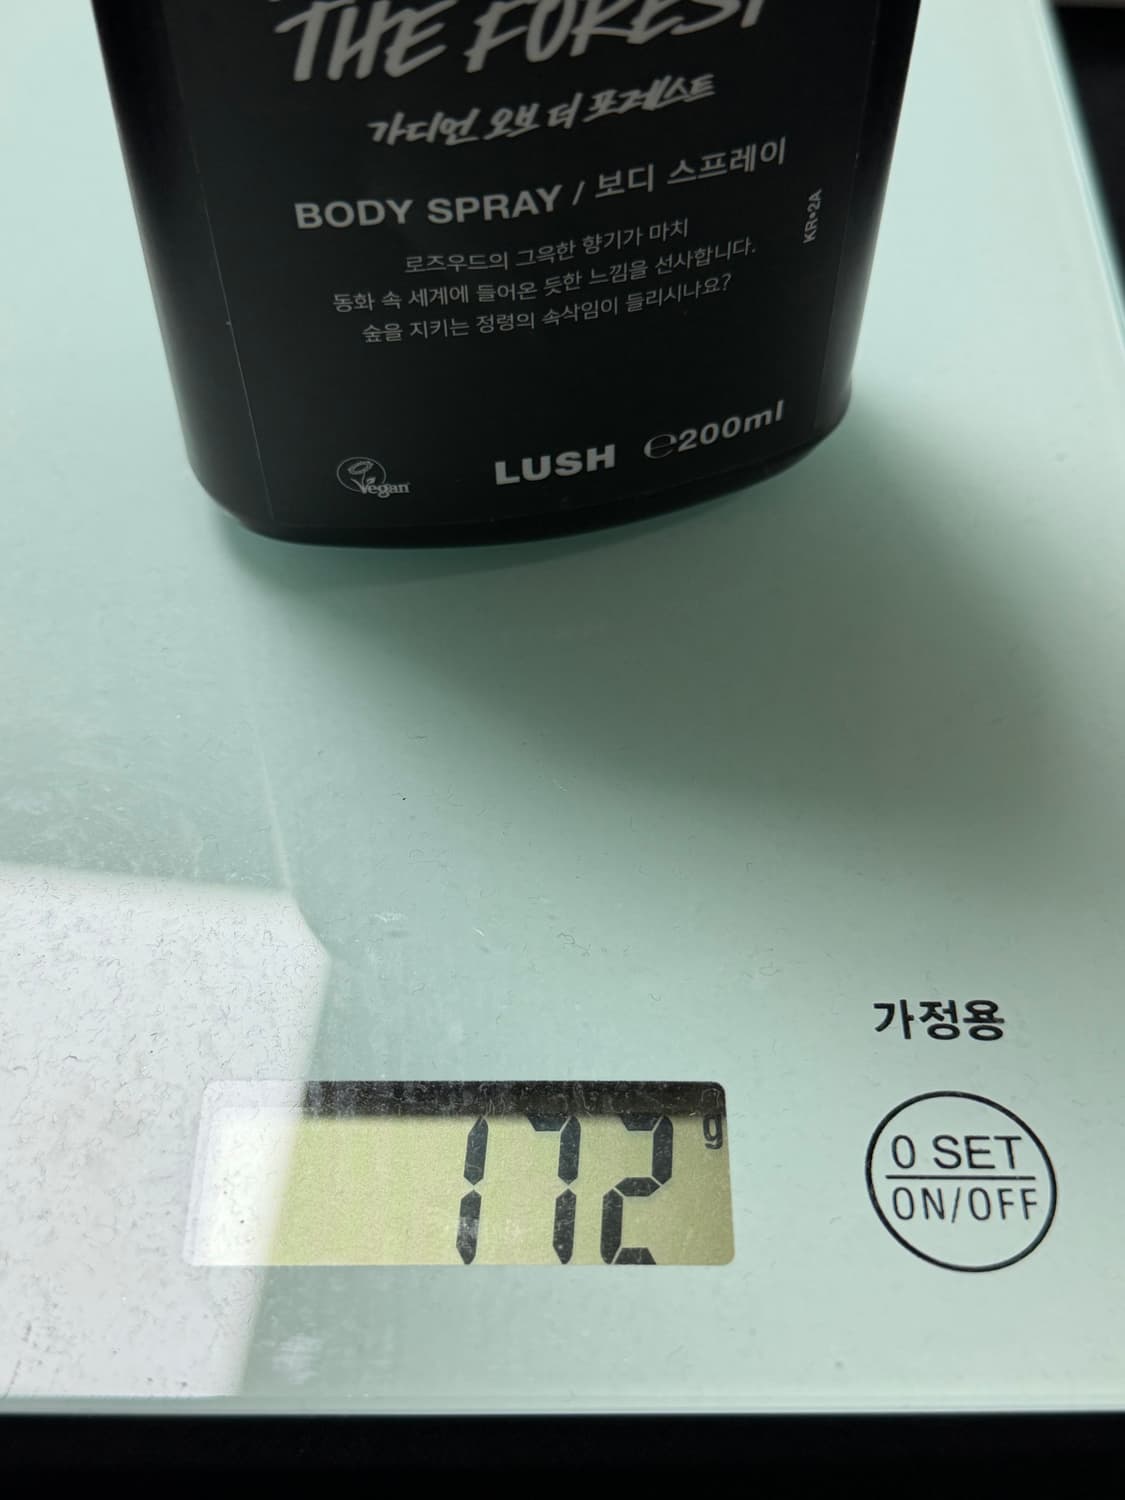 THE FOREST
가디언 오브 더 포레스트
BODY SPRAY / 보디 스프레이
KR•2A
로즈우드의 그윽한 향기가 마치
동화 속 세계에 들어온 듯한 느낌을 선사합니다.
숲을 지키는 정령의 속삭임이 들리시나요?
Vegan
LUSH ℮200ml
가정용
172 g
0 SET
ON/OFF